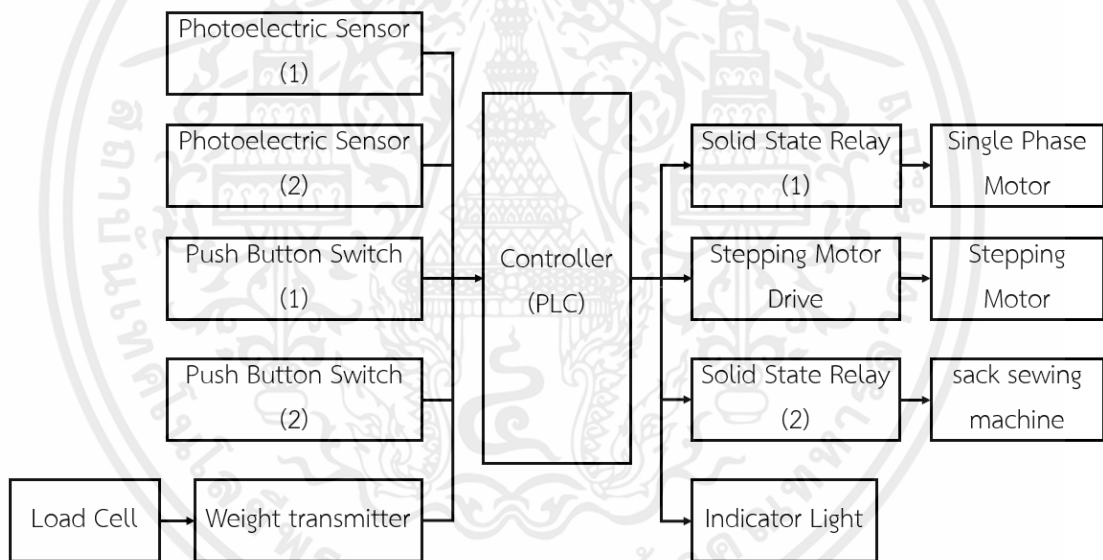 Photoelectric Sensor
(1)
Photoelectric Sensor
(2)
Push Button Switch
(1)
Push Button Switch
(2)
Load Cell
Weight transmitter
Controller
(PLC)
Solid State Relay
(1)
Single Phase
Motor
Stepping Motor
Drive
Stepping
Motor
Solid State Relay
(2)
sack sewing
machine
Indicator Light